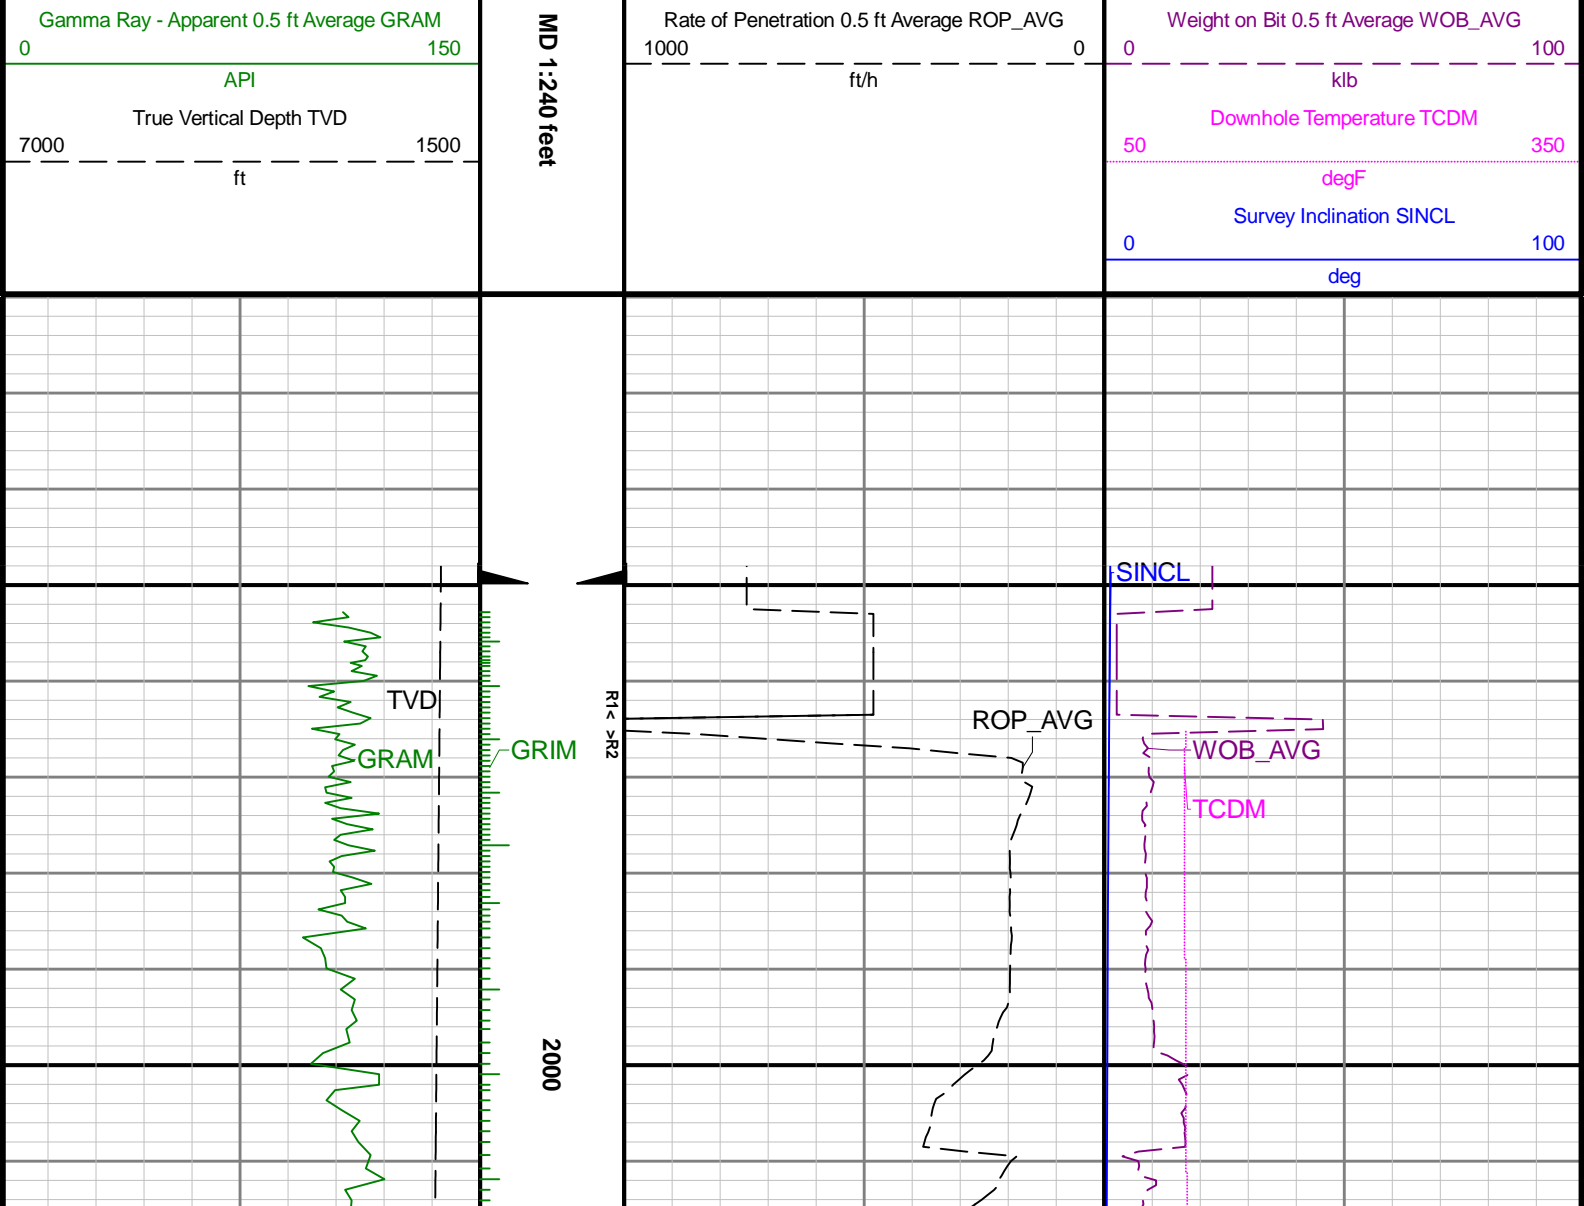 Gamma Ray - Apparent 0.5 ft Average GRAM
0 150
API
True Vertical Depth TVD
7000 1500
ft
MD 1:240 feet
Rate of Penetration 0.5 ft Average ROP_AVG
1000 0
ft/h
Weight on Bit 0.5 ft Average WOB_AVG
0 100
klb
Downhole Temperature TCDM
50 350
degF
Survey Inclination SINCL
0 100
deg
SINCL
TVD
R1< >R2
ROP_AVG
GRAM
GRIM
WOB_AVG
TCDM
2000